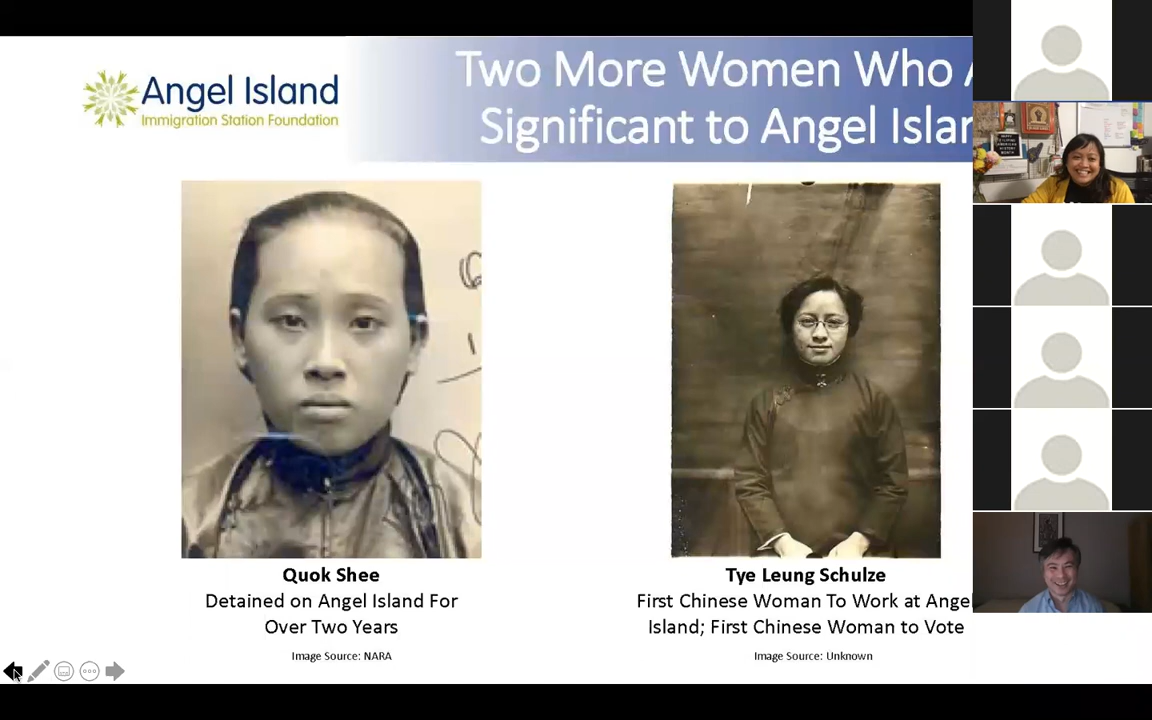 Angel Island
Immigration Station Foundation
Two More Women Who
Significant to Angel Islan
Quok Shee
Detained on Angel Island For
Over Two Years
Image Source: NARA
Tye Leung Schulze
First Chinese Woman To Work at Angel
Island; First Chinese Woman to Vote
Image Source: Unknown